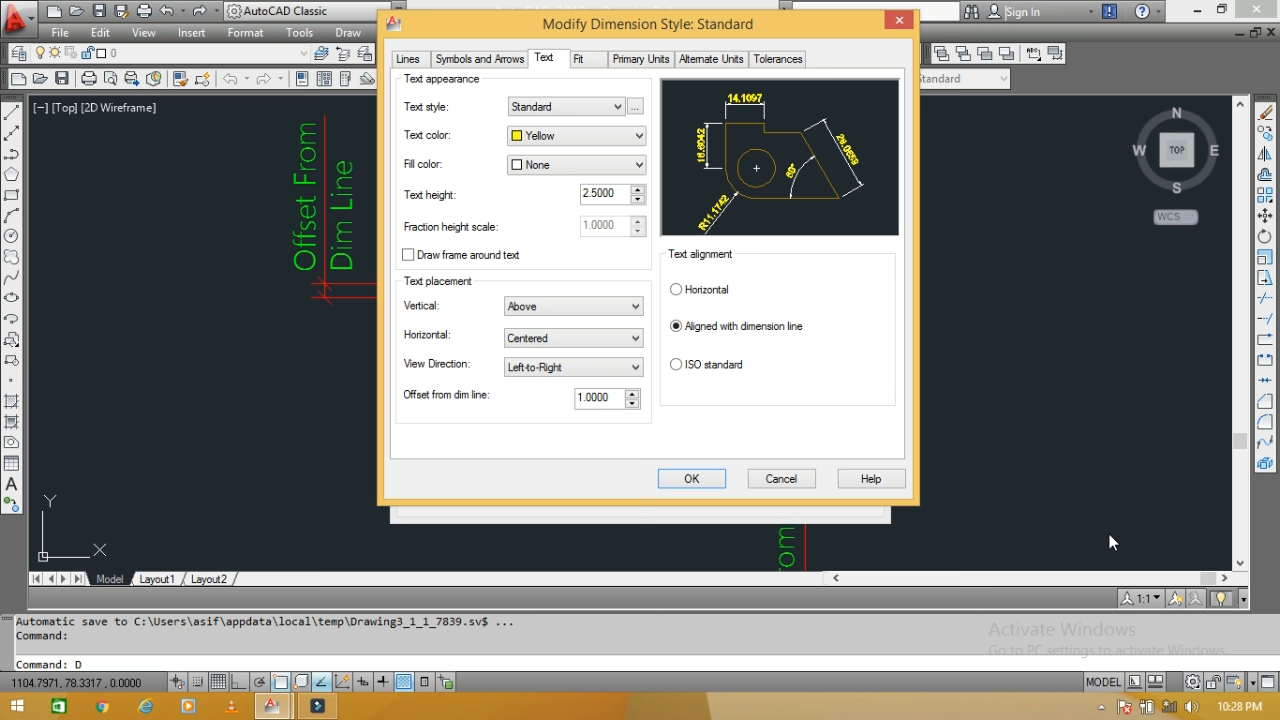 AutoCAD Classic
Sign In
Modify Dimension Style: Standard
File Edit View Insert Format Tools Draw
0
Standard
Lines Symbols and Arrows Text Fit Primary Units Alternate Units Tolerances
[−] [Top] [2D Wireframe]
Offset From
Dim Line
Text appearance
Text style: Standard ...
Text color: Yellow
Fill color: None
Text height: 2.5000
Fraction height scale: 1.0000
Draw frame around text
Text placement
Vertical: Above
Horizontal: Centered
View Direction: Left-to-Right
Offset from dim line: 1.0000
14.1097
16.6042
28.0659
60°
R11.1742
Text alignment
Horizontal
Aligned with dimension line
ISO standard
OK Cancel Help
N
W TOP E
S
WCS
Y
X
A
Model Layout1 Layout2
1:1
Automatic save to C:\Users\asif\appdata\local\temp\Drawing3_1_1_7839.sv$ ...
Command:
Command: D
Activate Windows
Go to PC settings to activate Windows.
1104.7971, 78.3317, 0.0000
MODEL
10:28 PM